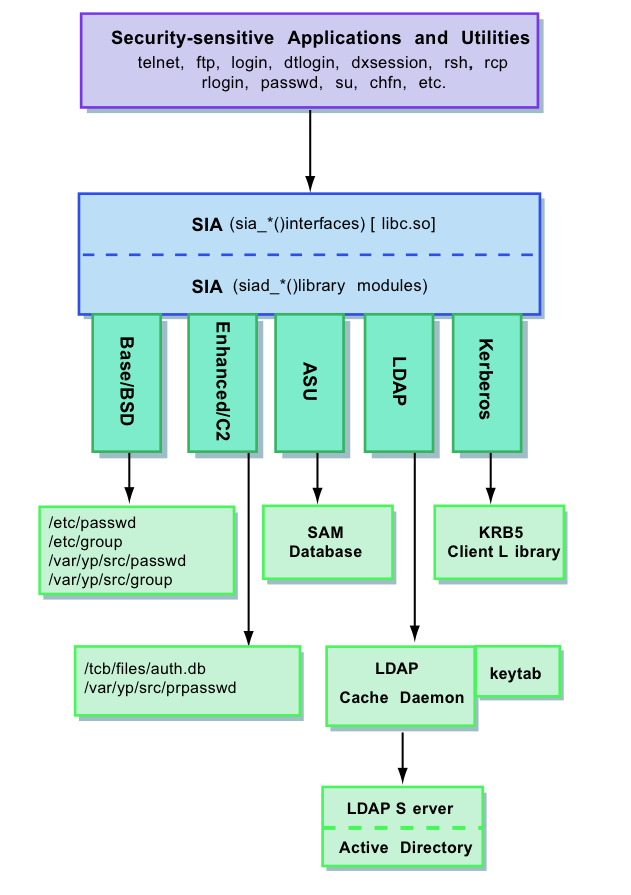 Security-sensitive Applications and Utilities
telnet, ftp, login, dtlogin, dxsession, rsh, rcp
rlogin, passwd, su, chfn, etc.
SIA (sia_*()interfaces) [ libc.so]
SIA (siad_*()library modules)
Base/BSD
Enhanced/C2
ASU
LDAP
Kerberos
/etc/passwd
/etc/group
/var/yp/src/passwd
/var/yp/src/group
SAM
Database
KRB5
Client L ibrary
/tcb/files/auth.db
/var/yp/src/prpasswd
LDAP
Cache Daemon
keytab
LDAP S erver
Active Directory